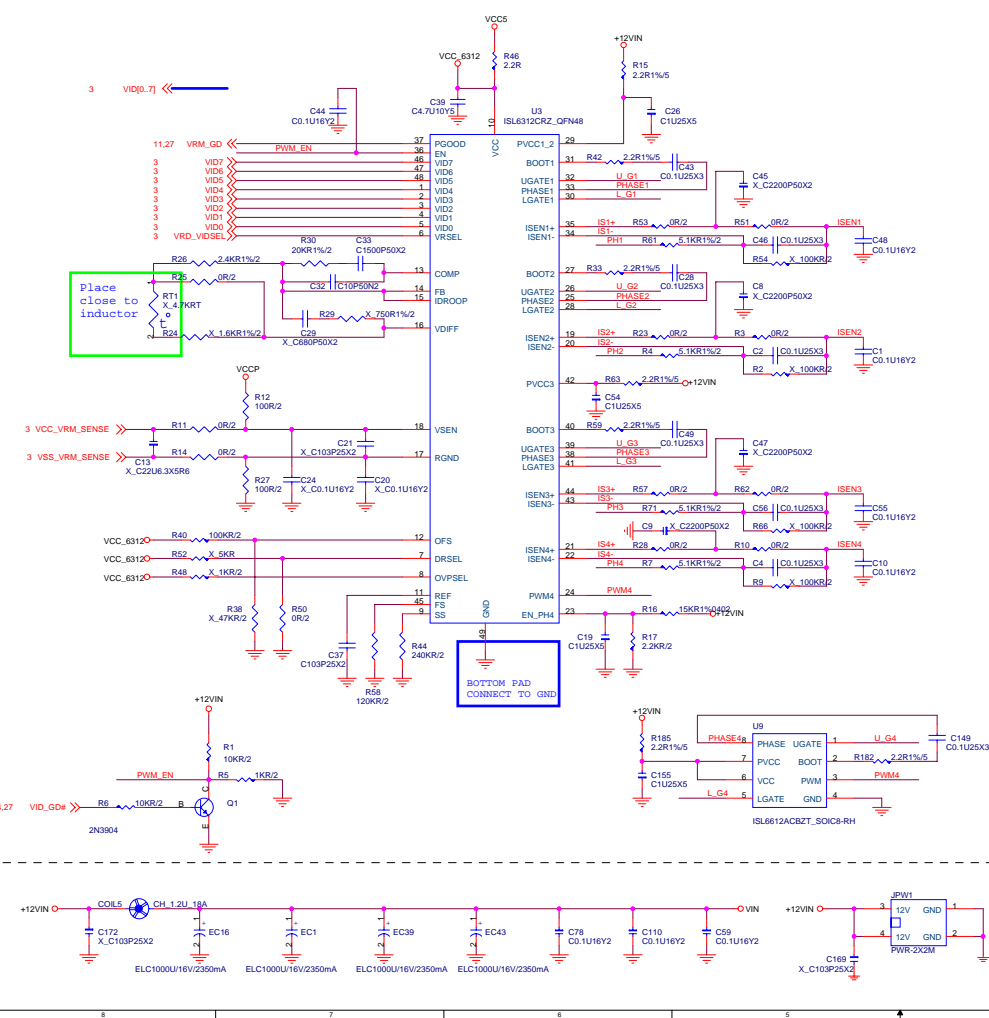 VCC5
R46
2.2R
VCC_6312
+12VIN
R15
2.2R1%/5
3 VID[0..7]
C44
C0.1U16Y2
C39
C4.7U10Y5
U3
ISL6312CRZ_QFN48
C26
C1U25X5
11,27 VRM_GD
PWM_EN
3 VID7
3 VID6
3 VID5
3 VID4
3 VID3
3 VID2
3 VID1
3 VID0
3 VRD_VIDSEL
37 PGOOD
36 EN
46 VID7
47 VID6
48 VID5
1 VID4
2 VID3
3 VID2
4 VID1
5 VID0
6 VRSEL
10 VCC
PVCC1_2 29
BOOT1 31
UGATE1 32
PHASE1 33
LGATE1 30
R42 2.2R1%/5
C43
C0.1U25X3
U_G1
PHASE1
L_G1
C45
X_C2200P50X2
ISEN1+ 35
ISEN1- 34
IS1+ R53 0R/2 R51 0R/2 ISEN1
IS1-
PH1 R61 5.1KR1%/2 C46 C0.1U25X3
R54 X_100KR/2
C48
C0.1U16Y2
R26 2.4KR1%/2
R25 0R/2
R30
20KR1%/2
C33
C1500P50X2
C32 C10P50N2
Place
close to
inductor
1
RT1
X_4.7KRT
t
2
R24 X_1.6KR1%/2
R29 X_750R1%/2
C29
X_C680P50X2
13 COMP
14 FB
15 IDROOP
16 VDIFF
BOOT2 27
UGATE2 26
PHASE2 25
LGATE2 28
R33 2.2R1%/5
C28
C0.1U25X3
U_G2
PHASE2
L_G2
C8
X_C2200P50X2
ISEN2+ 19
ISEN2- 20
IS2+ R23 0R/2 R3 0R/2 ISEN2
IS2-
PH2 R4 5.1KR1%/2 C2 C0.1U25X3
R2 X_100KR/2
C1
C0.1U16Y2
PVCC3 42
R63 2.2R1%/5 +12VIN
C54
C1U25X5
VCCP
R12
100R/2
3 VCC_VRM_SENSE R11 0R/2
3 VSS_VRM_SENSE R14 0R/2
C13
X_C22U6.3X5R6
R27
100R/2
C24
X_C0.1U16Y2
C21
X_C103P25X2
C20
X_C0.1U16Y2
18 VSEN
17 RGND
BOOT3 40
UGATE3 39
PHASE3 38
LGATE3 41
R59 2.2R1%/5
C49
C0.1U25X3
U_G3
PHASE3
L_G3
C47
X_C2200P50X2
ISEN3+ 44
ISEN3- 43
IS3+ R57 0R/2 R62 0R/2 ISEN3
IS3-
PH3 R71 5.1KR1%/2 C56 C0.1U25X3
R66 X_100KR/2
C55
C0.1U16Y2
C9 X_C2200P50X2
ISEN4+ 21
ISEN4- 22
IS4+ R28 0R/2 R10 0R/2 ISEN4
IS4-
PH4 R7 5.1KR1%/2 C4 C0.1U25X3
R9 X_100KR/2
C10
C0.1U16Y2
VCC_6312 R40 100KR/2
VCC_6312 R52 X_5KR
VCC_6312 R48 X_1KR/2
12 OFS
7 DRSEL
8 OVPSEL
11 REF
45 FS
9 SS
R38
X_47KR/2
R50
0R/2
C37
C103P25X2
R58
120KR/2
R44
240KR/2
GND
49
BOTTOM PAD
CONNECT TO GND
PWM4 24
EN_PH4 23
PWM4
R16 15KR1%0402 +12VIN
C19
C1U25X5
R17
2.2KR/2
+12VIN
R1
10KR/2
PWM_EN
R5 1KR/2
,27 VID_GD# R6 10KR/2
C
B
E
Q1
2N3904
+12VIN
R185
2.2R1%/5
C155
C1U25X5
U9
PHASE4 8 PHASE
7 PVCC
6 VCC
L_G4 5 LGATE
UGATE 1 U_G4
BOOT 2 R182 2.2R1%/5
PWM 3 PWM4
GND 4
C149
C0.1U25X3
ISL6612ACBZT_SOIC8-RH
+12VIN
COIL5 CH_1.2U_18A
C172
X_C103P25X2
1
+
EC16
2
ELC1000U/16V/2350mA
1
+
EC1
2
ELC1000U/16V/2350mA
1
+
EC39
2
ELC1000U/16V/2350mA
1
+
EC43
2
ELC1000U/16V/2350mA
C78
C0.1U16Y2
C110
C0.1U16Y2
C59
C0.1U16Y2
VIN
+12VIN
C169
X_C103P25X2
JPW1
3 12V GND 1
4 12V GND 2
PWR-2X2M
8 7 6 5